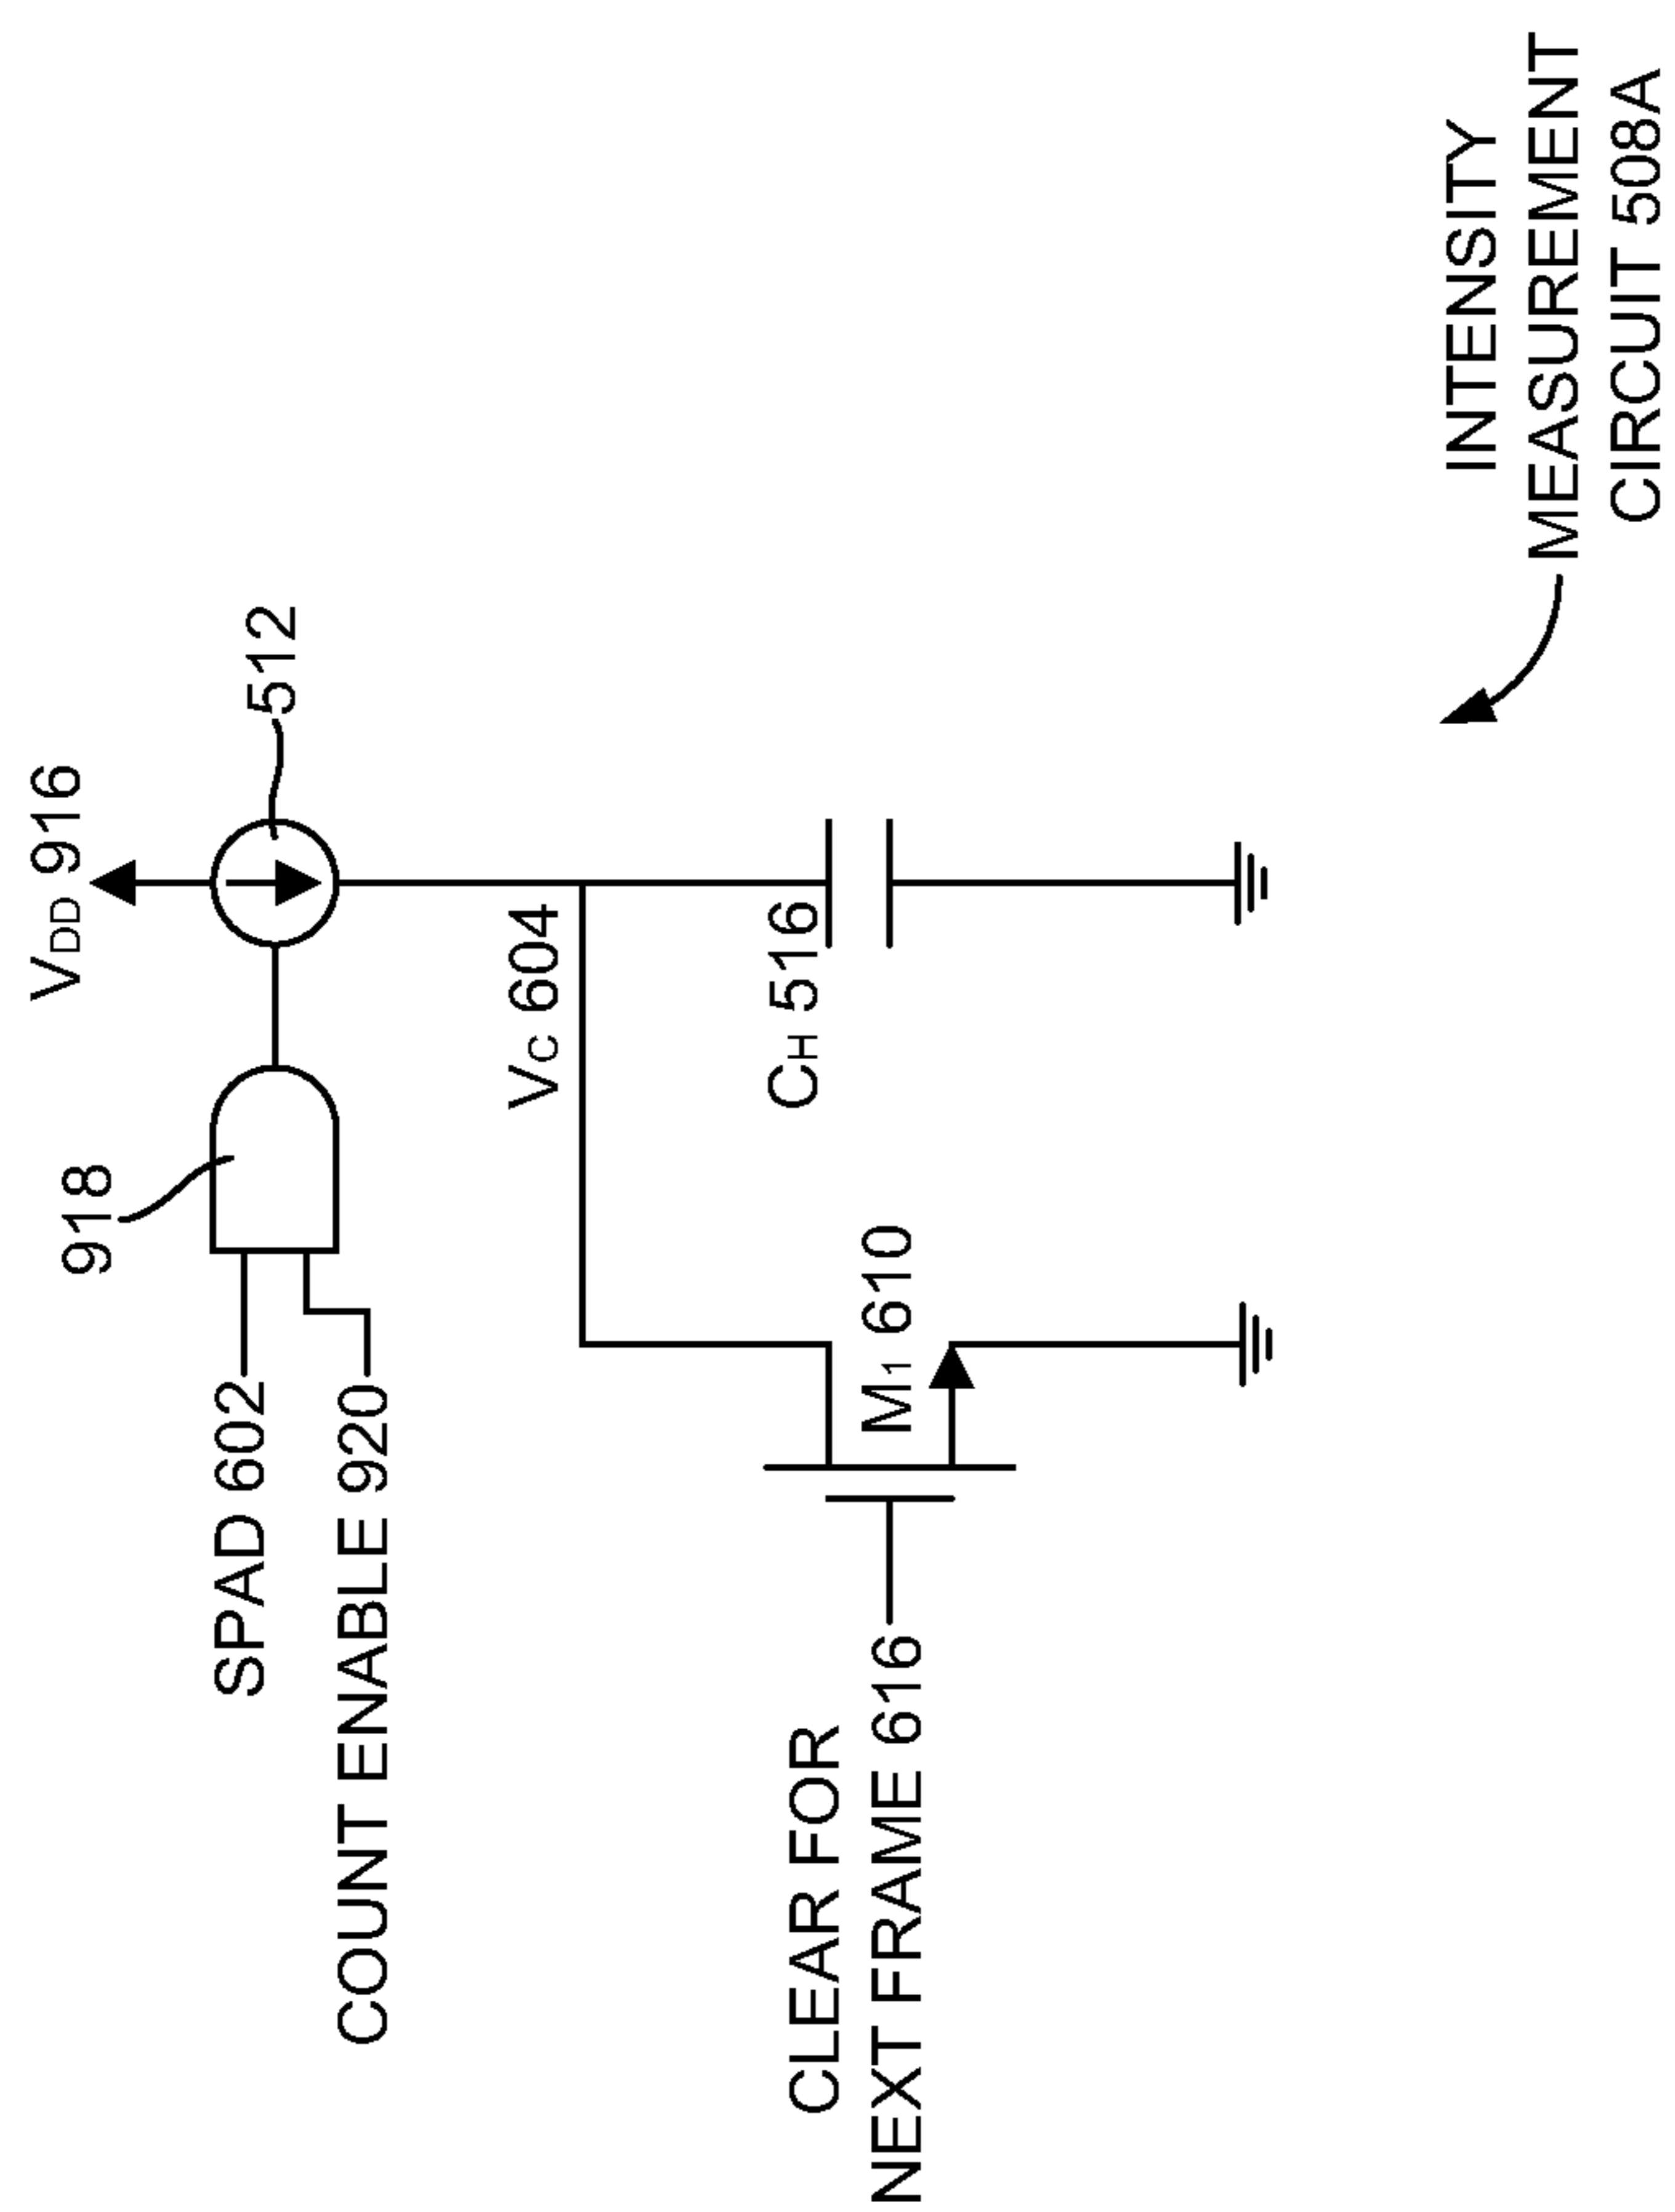 VDD 916
918
512
SPAD 602
COUNT ENABLE 920
VC 604
CH 516
M1 610
CLEAR FOR
NEXT FRAME 616
INTENSITY
MEASUREMENT
CIRCUIT 508A